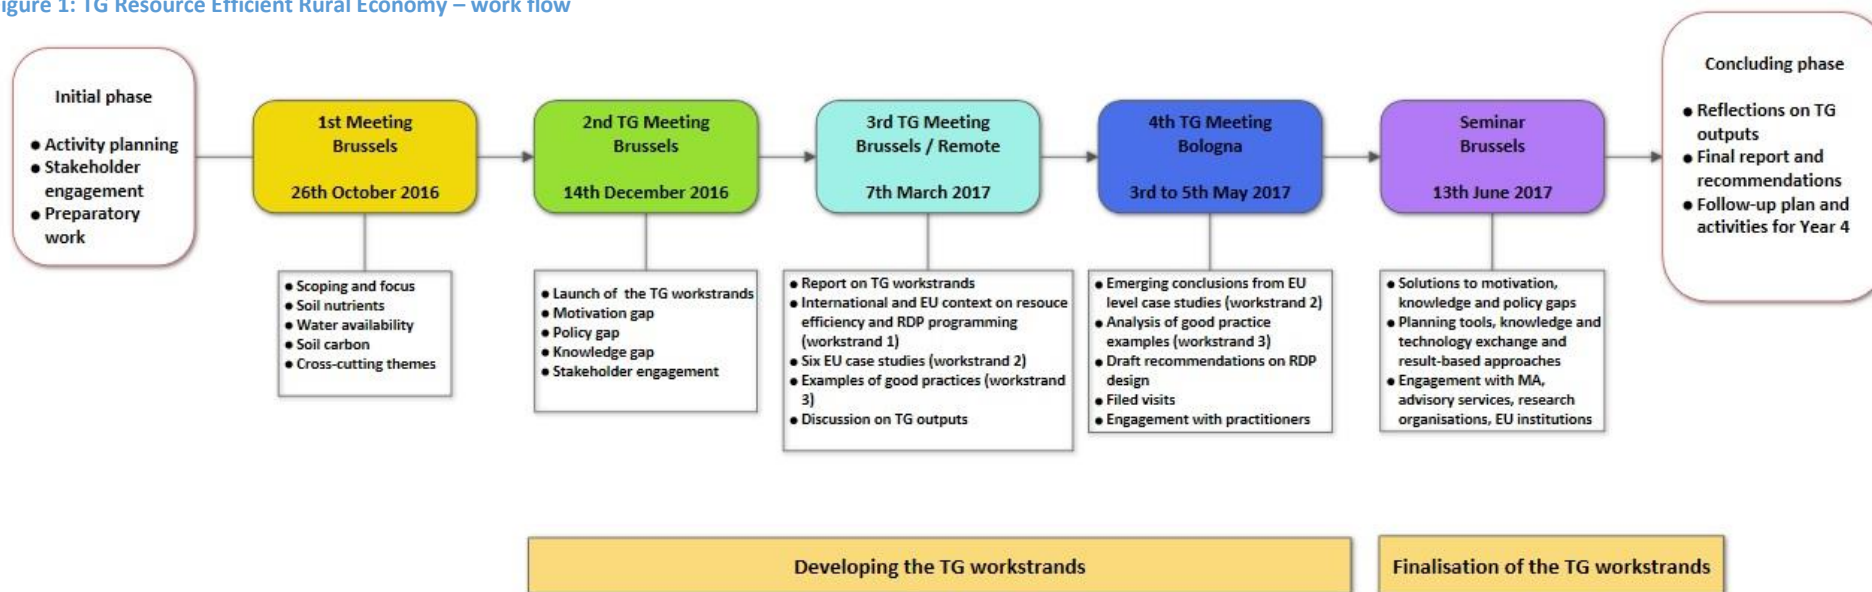 igure 1: TG Resource Efficient Rural Economy – work flow
Initial phase
● Activity planning
● Stakeholder
engagement
● Preparatory
work
1st Meeting
Brussels
26th October 2016
● Scoping and focus
● Soil nutrients
● Water availability
● Soil carbon
● Cross-cutting themes
2nd TG Meeting
Brussels
14th December 2016
● Launch of the TG workstrands
● Motivation gap
● Policy gap
● Knowledge gap
● Stakeholder engagement
3rd TG Meeting
Brussels / Remote
7th March 2017
● Report on TG workstrands
● International and EU context on resouce
efficiency and RDP programming
(workstrand 1)
● Six EU case studies (workstrand 2)
● Examples of good practices (workstrand
3)
● Discussion on TG outputs
4th TG Meeting
Bologna
3rd to 5th May 2017
● Emerging conclusions from EU
level case studies (workstrand 2)
● Analysis of good practice
examples (workstrand 3)
● Draft recommendations on RDP
design
● Filed visits
● Engagement with practitioners
Seminar
Brussels
13th June 2017
● Solutions to motivation,
knowledge and policy gaps
● Planning tools, knowledge and
technology exchange and
result-based approaches
● Engagement with MA,
advisory services, research
organisations, EU institutions
Concluding phase
● Reflections on TG
outputs
● Final report and
recommendations
● Follow-up plan and
activities for Year 4
Developing the TG workstrands
Finalisation of the TG workstrands